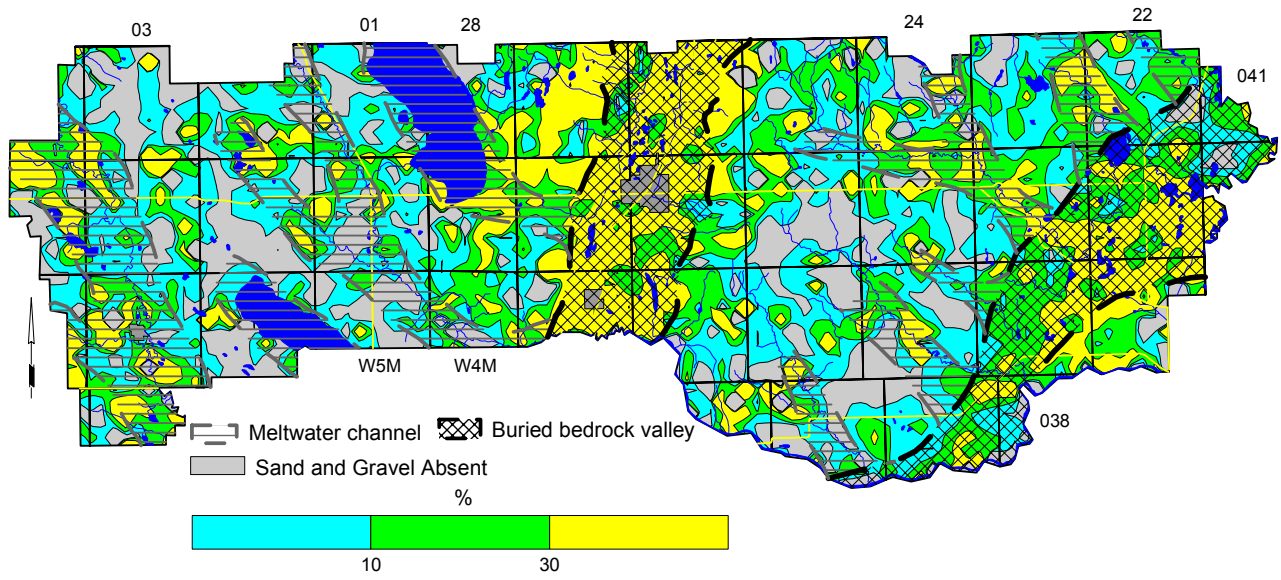 03
01
28
24
22
041
W5M
W4M
038
Meltwater channel
Buried bedrock valley
Sand and Gravel Absent
%
10
30